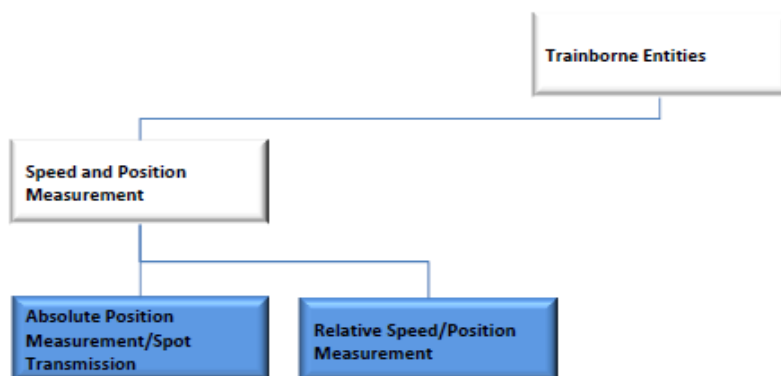 Trainborne Entities
Speed and Position
Measurement
Absolute Position
Measurement/Spot
Transmission
Relative Speed/Position
Measurement